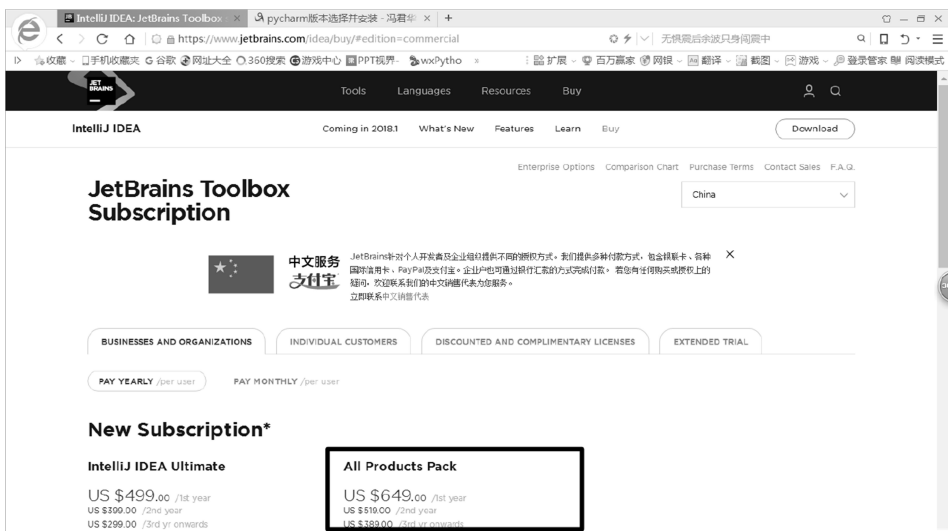 IntelliJ IDEA: JetBrains Toolbox × pycharm版本选择并安装 - 冯君华 × +
https://www.jetbrains.com/idea/buy/#edition=commercial 无惧震后余波只身闯震中
收藏 手机收藏夹 G 谷歌 网址大全 360搜索 游戏中心 PPT视界- wxPytho » 扩展 百万赢家 网银 翻译 截图 游戏 登录管家 阅读模式
JET BRAINS Tools Languages Resources Buy
IntelliJ IDEA Coming in 2018.1 What's New Features Learn Buy Download
Enterprise Options Comparison Chart Purchase Terms Contact Sales F.A.Q.
JetBrains Toolbox
Subscription
China
中文服务
支付宝
JetBrains针对个人开发者及企业组织提供不同的授权方式。我们提供多种付款方式，包含银联卡、各种
国际信用卡、PayPal及支付宝。企业户也可通过银行汇款的方式完成付款。 若您有任何购买或授权上的
疑问，欢迎联系我们的中文销售代表为您服务。
立即联系中文销售代表
BUSINESSES AND ORGANIZATIONS INDIVIDUAL CUSTOMERS DISCOUNTED AND COMPLIMENTARY LICENSES EXTENDED TRIAL
PAY YEARLY /per user PAY MONTHLY /per user
New Subscription*
IntelliJ IDEA Ultimate
US $499.00 /1st year
US $399.00 /2nd year
US $299.00 /3rd yr onwards
All Products Pack
US $649.00 /1st year
US $519.00 /2nd year
US $389.00 /3rd yr onwards